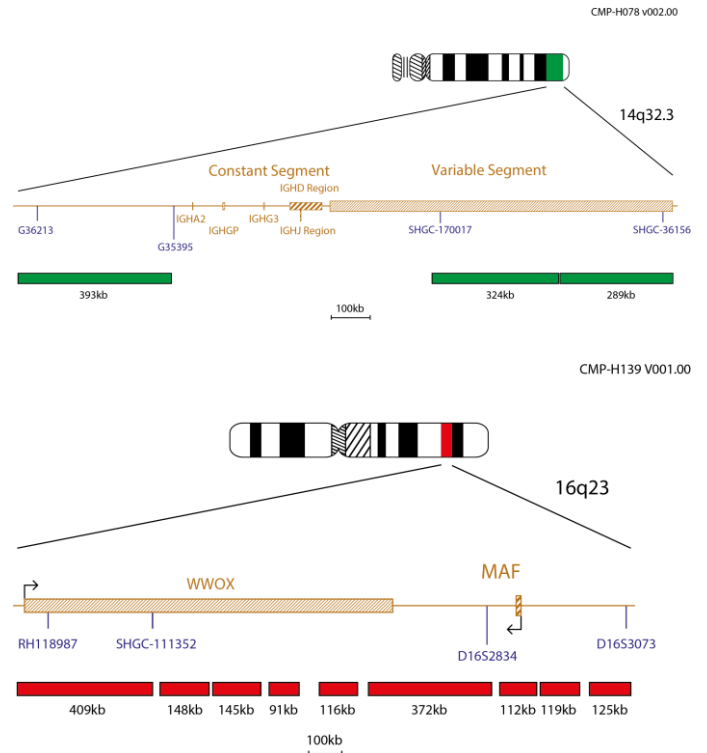 CMP-H078 v002.00
14q32.3
Constant Segment
Variable Segment
IGHD Region
IGHA2
IGHGP
IGHG3
IGHJ Region
G36213
G35395
SHGC-170017
SHGC-36156
393kb
324kb
289kb
100kb
CMP-H139 V001.00
16q23
WWOX
MAF
RH118987
SHGC-111352
D16S2834
D16S3073
409kb
148kb
145kb
91kb
116kb
372kb
112kb
119kb
125kb
100kb